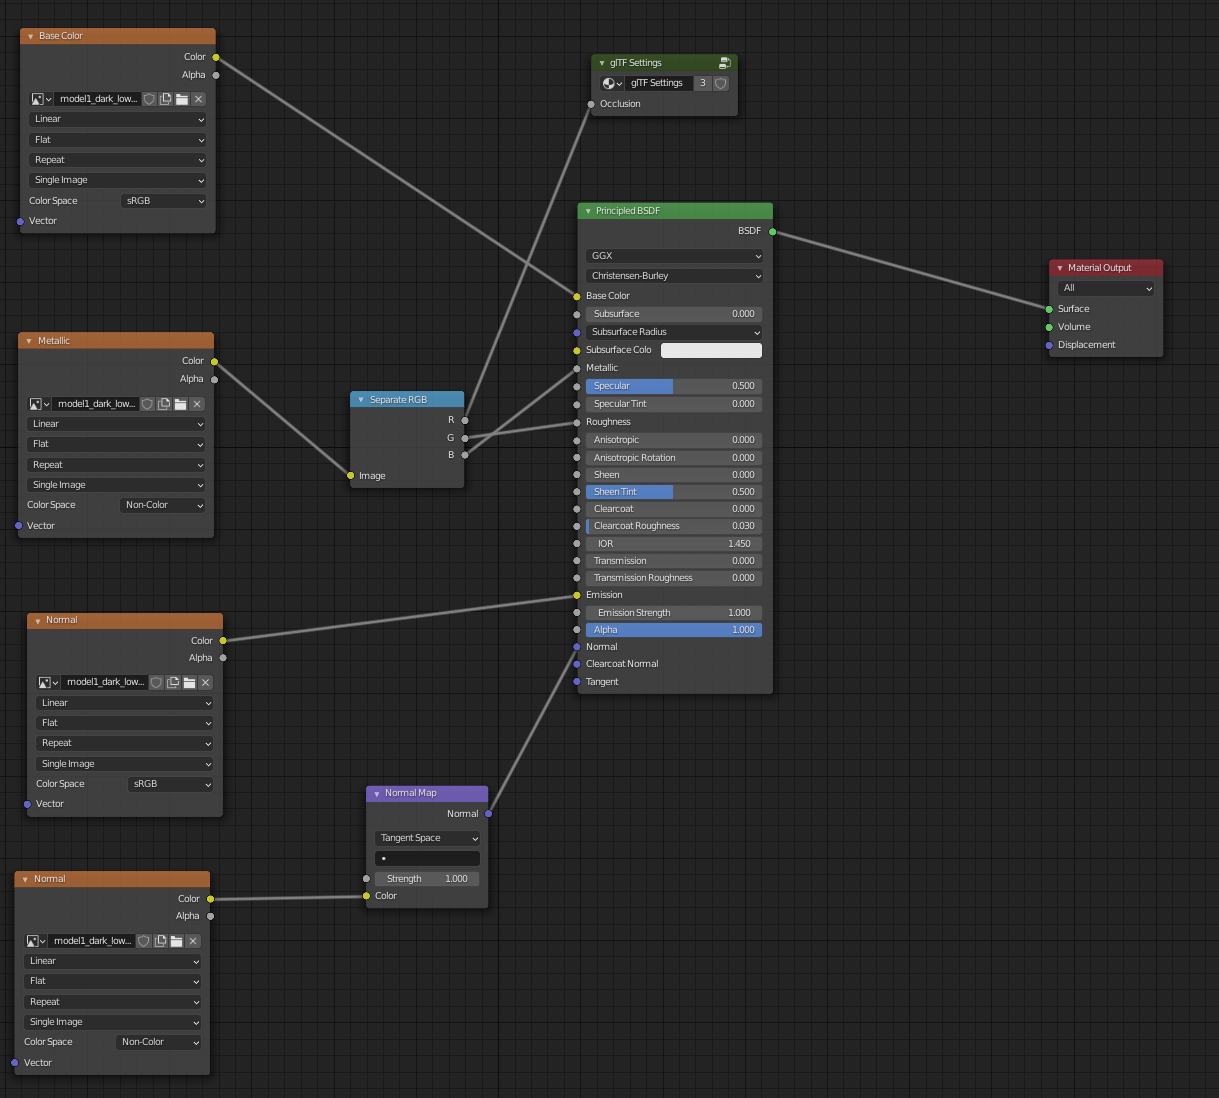 Base Color
Color
Alpha
model1_dark_low...
Linear
Flat
Repeat
Single Image
Color Space sRGB
Vector
glTF Settings
glTF Settings 3
Occlusion
Principled BSDF
BSDF
GGX
Christensen-Burley
Base Color
Subsurface 0.000
Subsurface Radius
Subsurface Colo
Metallic
Specular 0.500
Specular Tint 0.000
Roughness
Anisotropic 0.000
Anisotropic Rotation 0.000
Sheen 0.000
Sheen Tint 0.500
Clearcoat 0.000
Clearcoat Roughness 0.030
IOR 1.450
Transmission 0.000
Transmission Roughness 0.000
Emission
Emission Strength 1.000
Alpha 1.000
Normal
Clearcoat Normal
Tangent
Material Output
All
Surface
Volume
Displacement
Metallic
Color
Alpha
model1_dark_low...
Linear
Flat
Repeat
Single Image
Color Space Non-Color
Vector
Separate RGB
R
G
B
Image
Normal
Color
Alpha
model1_dark_low...
Linear
Flat
Repeat
Single Image
Color Space sRGB
Vector
Normal Map
Normal
Tangent Space
Strength 1.000
Color
Normal
Color
Alpha
model1_dark_low...
Linear
Flat
Repeat
Single Image
Color Space Non-Color
Vector